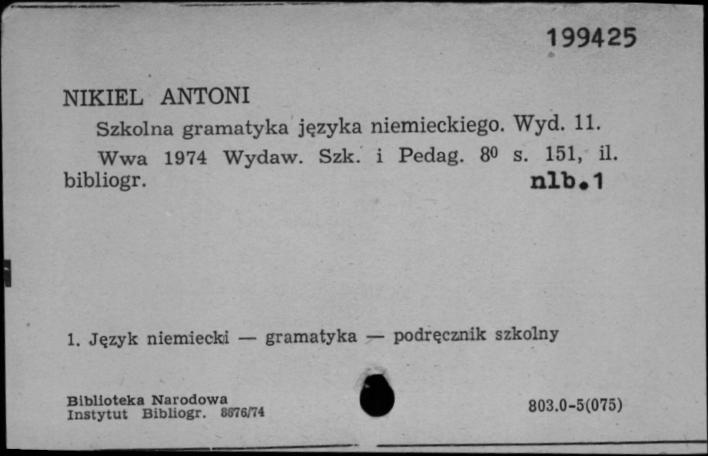 199425
NIKIEL ANTONI
Szkolna gramatyka języka niemieckiego. Wyd. 11.
Wwa 1974 Wydaw. Szk. i Pedag. 8⁰ s. 151, il.
bibliogr. nlb.1
1. Język niemiecki — gramatyka — podręcznik szkolny
Biblioteka Narodowa
Instytut Bibliogr. 8676/74 803.0-5(075)